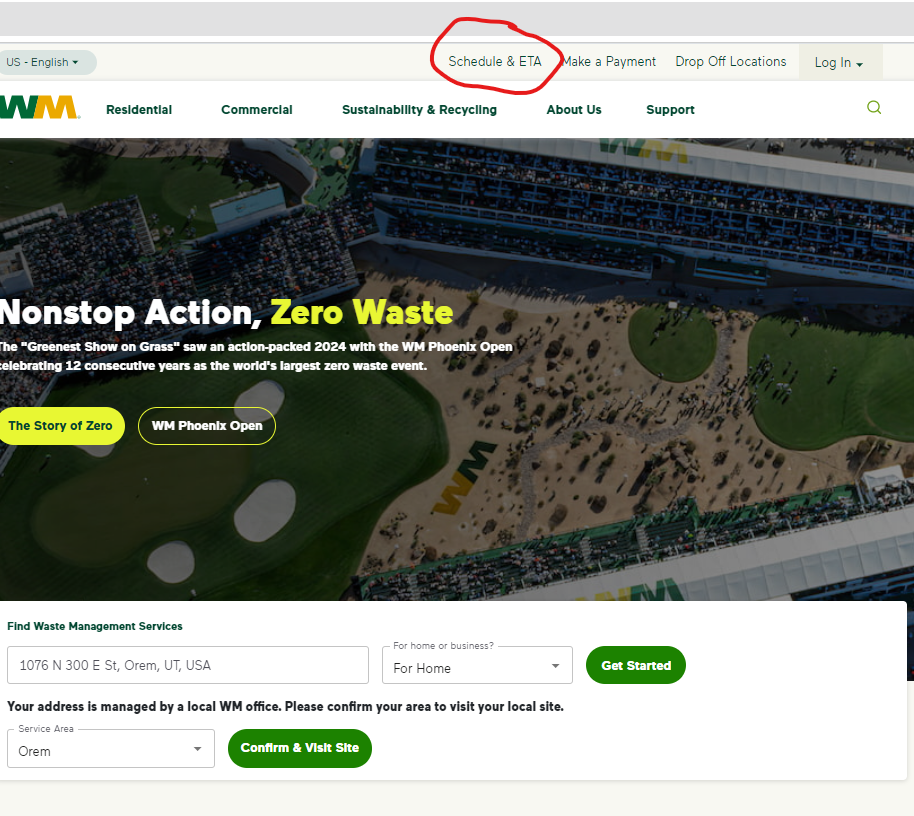 US - English
Schedule & ETA
Make a Payment
Drop Off Locations
Log In
WM
Residential
Commercial
Sustainability & Recycling
About Us
Support
WM
Nonstop Action, Zero Waste
The "Greenest Show on Grass" saw an action-packed 2024 with the WM Phoenix Open
celebrating 12 consecutive years as the world's largest zero waste event.
The Story of Zero
WM Phoenix Open
WM
WM
Find Waste Management Services
1076 N 300 E St, Orem, UT, USA
For home or business?
For Home
Get Started
Your address is managed by a local WM office. Please confirm your area to visit your local site.
Service Area
Orem
Confirm & Visit Site